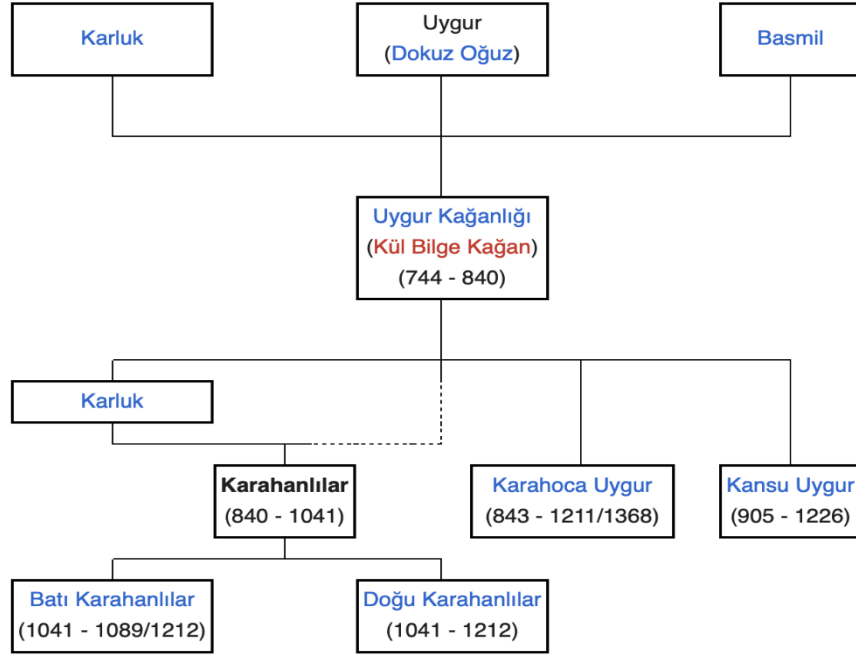 Karluk
Uygur
(Dokuz Oğuz)
Basmil
Uygur Kağanlığı
(Kül Bilge Kağan)
(744 - 840)
Karluk
Karahanlılar
(840 - 1041)
Karahoca Uygur
(843 - 1211/1368)
Kansu Uygur
(905 - 1226)
Batı Karahanlılar
(1041 - 1089/1212)
Doğu Karahanlılar
(1041 - 1212)